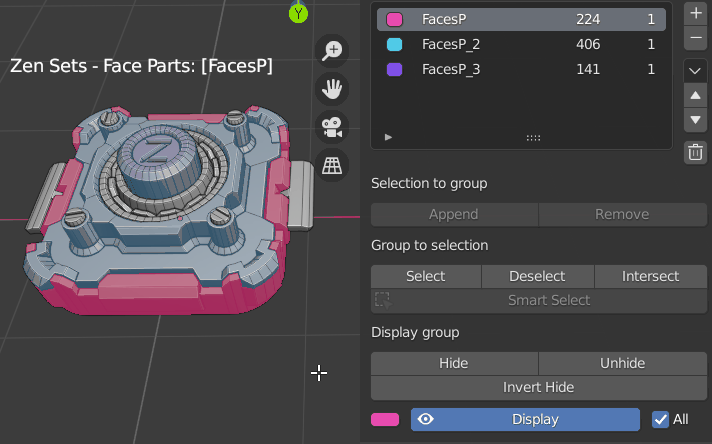 Y
Zen Sets - Face Parts: [FacesP]
Z
FacesP 224 1
FacesP_2 406 1
FacesP_3 141 1
Selection to group
Append Remove
Group to selection
Select Deselect Intersect
Smart Select
Display group
Hide Unhide
Invert Hide
Display All